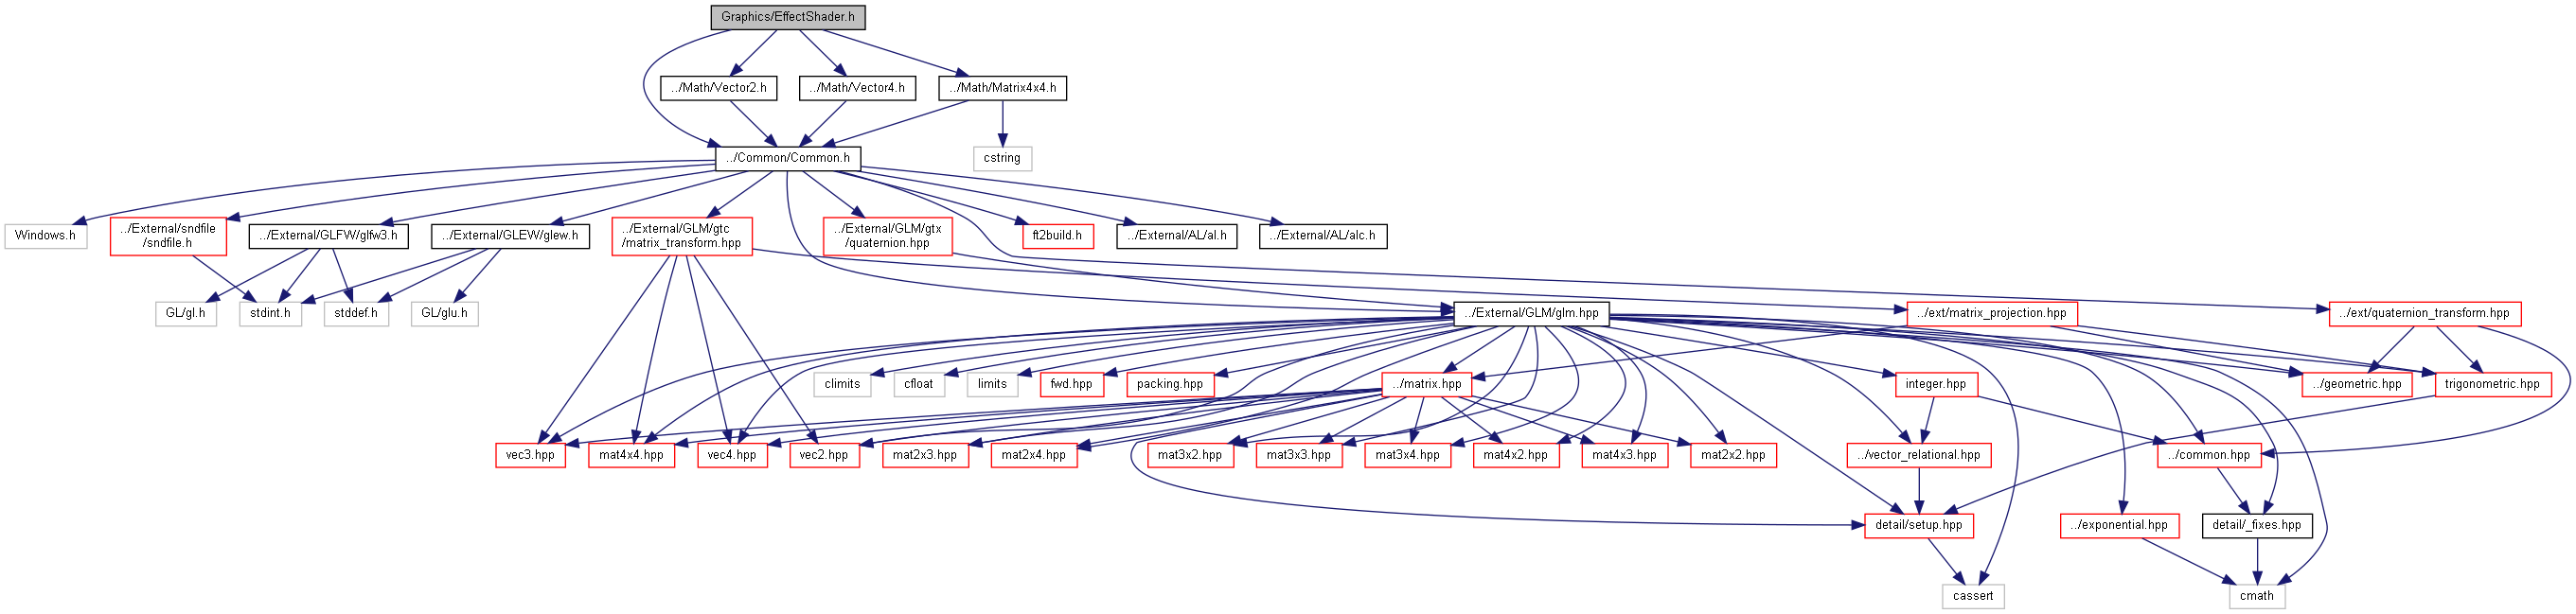 Graphics/EffectShader.h
../Math/Vector2.h
../Math/Vector4.h
../Math/Matrix4x4.h
../Common/Common.h
cstring
Windows.h
../External/sndfile
/sndfile.h
../External/GLFW/glfw3.h
../External/GLEW/glew.h
../External/GLM/gtc
/matrix_transform.hpp
../External/GLM/gtx
/quaternion.hpp
ft2build.h
../External/AL/al.h
../External/AL/alc.h
GL/gl.h
stdint.h
stddef.h
GL/glu.h
../External/GLM/glm.hpp
../ext/matrix_projection.hpp
../ext/quaternion_transform.hpp
climits
cfloat
limits
fwd.hpp
packing.hpp
../matrix.hpp
integer.hpp
../geometric.hpp
trigonometric.hpp
vec3.hpp
mat4x4.hpp
vec4.hpp
vec2.hpp
mat2x3.hpp
mat2x4.hpp
mat3x2.hpp
mat3x3.hpp
mat3x4.hpp
mat4x2.hpp
mat4x3.hpp
mat2x2.hpp
../vector_relational.hpp
../common.hpp
detail/setup.hpp
../exponential.hpp
detail/_fixes.hpp
cassert
cmath